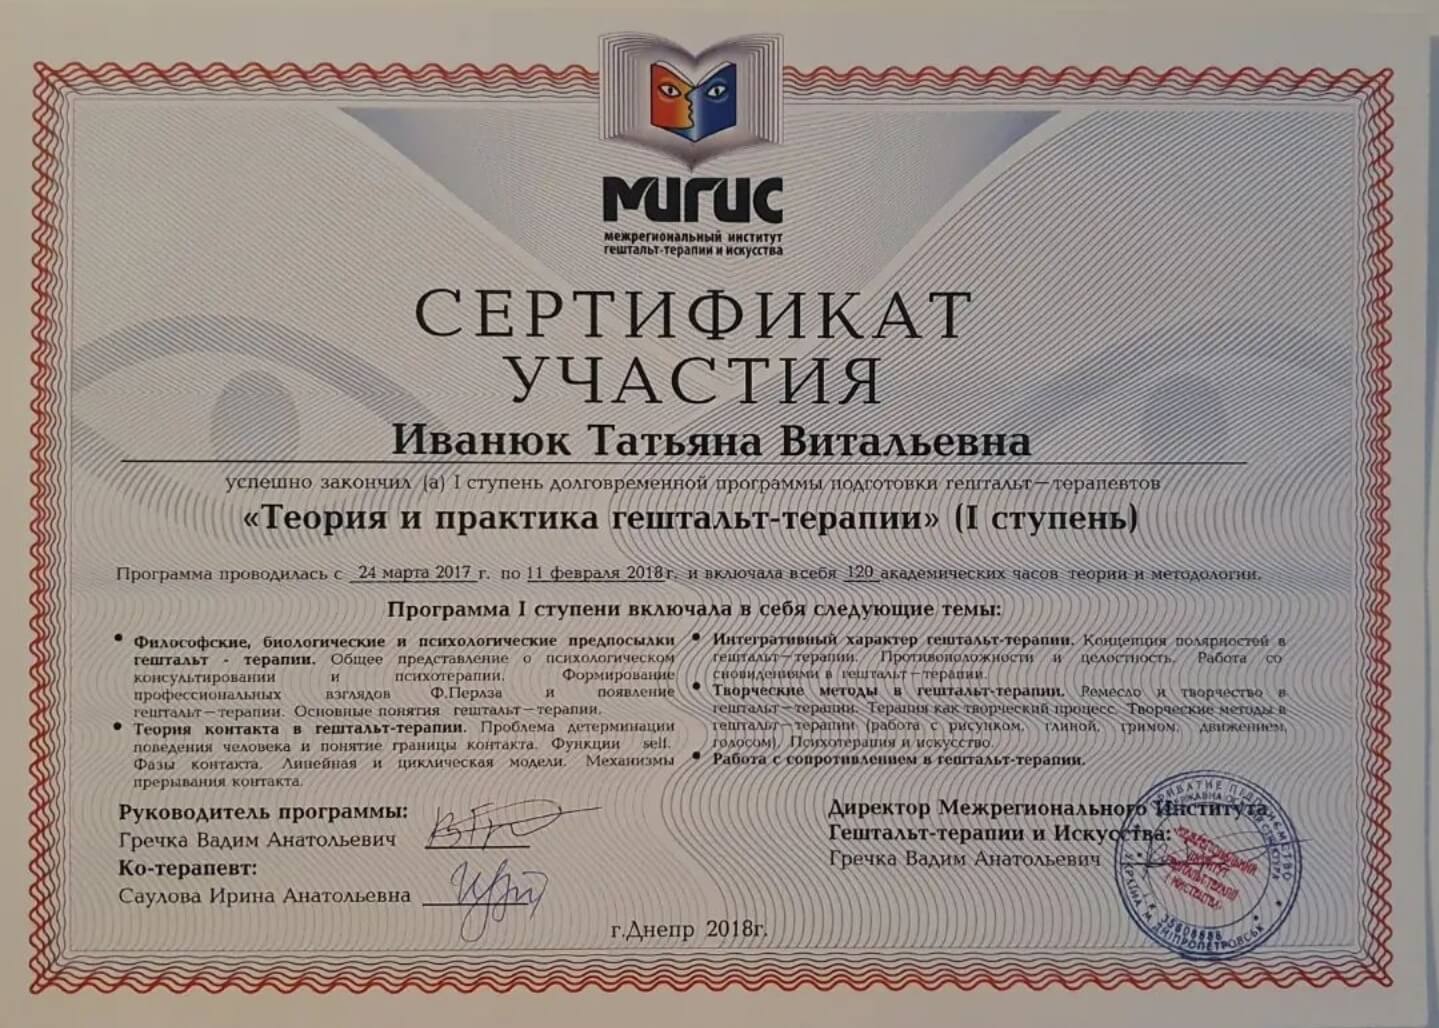 МИГИС
межрегиональный институт
гештальт-терапии и искусства
СЕРТИФИКАТ
УЧАСТИЯ
Иванюк Татьяна Витальевна
успешно закончил (а) I ступень долговременной программы подготовки гештальт-терапевтов
«Теория и практика гештальт-терапии» (I ступень)
Программа проводилась с 24 марта 2017 г. по 11 февраля 2018г. и включала всебя 120 академических часов теории и методологии.
Программа I ступени включала в себя следующие темы:
• Философские, биологические и психологические предпосылки
гештальт - терапии. Общее представление о психологическом
консультировании и психотерапии. Формирование
профессиональных взглядов Ф.Перлза и появление
гештальт-терапии. Основные понятия гештальт-терапии.
• Теория контакта в гештальт-терапии. Проблема детерминации
поведения человека и понятие границы контакта. Функции self.
Фазы контакта. Линейная и циклическая модели. Механизмы
прерывания контакта.
• Интегративный характер гештальт-терапии. Концепция полярностей в
гештальт-терапии. Противоположности и целостность. Работа со
сновидениями в гештальт-терапии.
• Творческие методы в гештальт-терапии. Ремесло и творчество в
гештальт-терапии. Терапия как творческий процесс. Творческие методы в
гештальт-терапии (работа с рисунком, глиной, гримом, движением,
голосом). Психотерапия и искусство.
• Работа с сопротивлением в гештальт-терапии.
Руководитель программы:
Гречка Вадим Анатольевич
Ко-терапевт:
Саулова Ирина Анатольевна
Директор Межрегионального Института
Гештальт-терапии и Искусства:
Гречка Вадим Анатольевич
ПРИВАТНЕ ПІДПРИЄМСТВО
УКРАЇНА М.ДНІПРОПЕТРОВСЬК
г.Днепр 2018г.